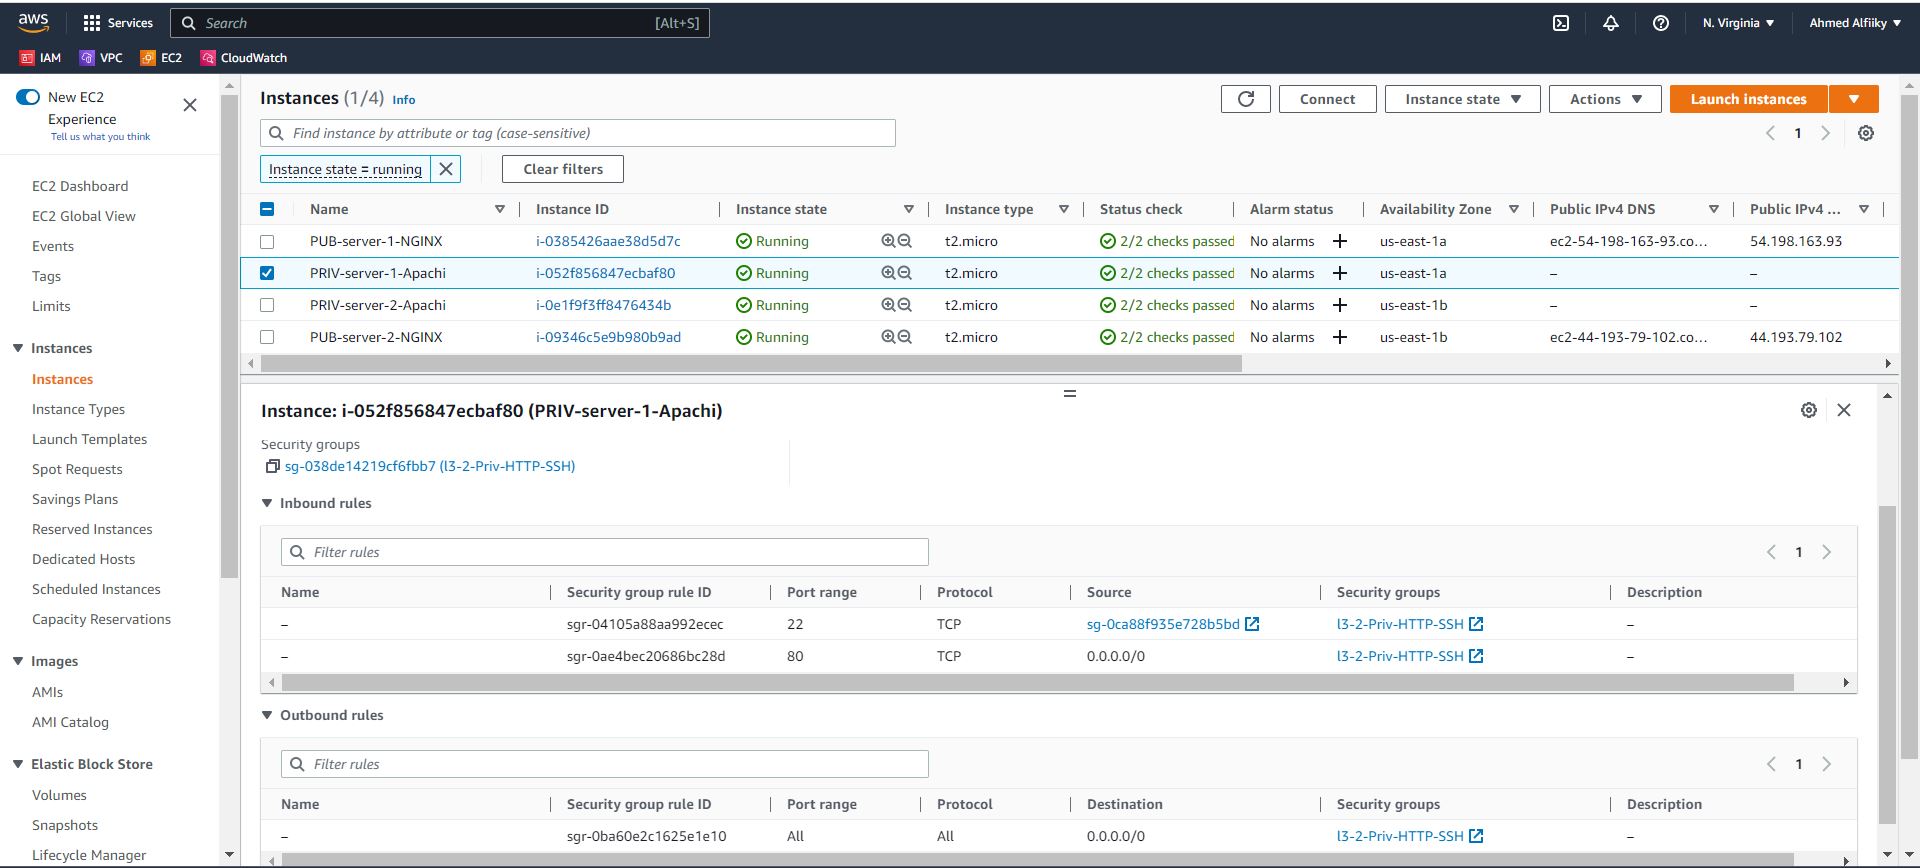 aws Services Search [Alt+S] N. Virginia Ahmed Alfiiky
IAM VPC EC2 CloudWatch
New EC2
Experience
Tell us what you think
EC2 Dashboard
EC2 Global View
Events
Tags
Limits
Instances
Instances
Instance Types
Launch Templates
Spot Requests
Savings Plans
Reserved Instances
Dedicated Hosts
Scheduled Instances
Capacity Reservations
Images
AMIs
AMI Catalog
Elastic Block Store
Volumes
Snapshots
Lifecycle Manager
Instances (1/4) Info
Connect Instance state Actions Launch instances
Find instance by attribute or tag (case-sensitive)
1
Instance state = running Clear filters
Name Instance ID Instance state Instance type Status check Alarm status Availability Zone Public IPv4 DNS Public IPv4 ...
PUB-server-1-NGINX i-0385426aae38d5d7c Running t2.micro 2/2 checks passed No alarms + us-east-1a ec2-54-198-163-93.co... 54.198.163.93
PRIV-server-1-Apachi i-052f856847ecbaf80 Running t2.micro 2/2 checks passed No alarms + us-east-1a – –
PRIV-server-2-Apachi i-0e1f9f3ff8476434b Running t2.micro 2/2 checks passed No alarms + us-east-1b – –
PUB-server-2-NGINX i-09346c5e9b980b9ad Running t2.micro 2/2 checks passed No alarms + us-east-1b ec2-44-193-79-102.co... 44.193.79.102
Instance: i-052f856847ecbaf80 (PRIV-server-1-Apachi)
Security groups
sg-038de14219cf6fbb7 (l3-2-Priv-HTTP-SSH)
Inbound rules
Filter rules
1
Name Security group rule ID Port range Protocol Source Security groups Description
– sgr-04105a88aa992ecec 22 TCP sg-0ca88f935e728b5bd l3-2-Priv-HTTP-SSH –
– sgr-0ae4bec20686bc28d 80 TCP 0.0.0.0/0 l3-2-Priv-HTTP-SSH –
Outbound rules
Filter rules
1
Name Security group rule ID Port range Protocol Destination Security groups Description
– sgr-0ba60e2c1625e1e10 All All 0.0.0.0/0 l3-2-Priv-HTTP-SSH –